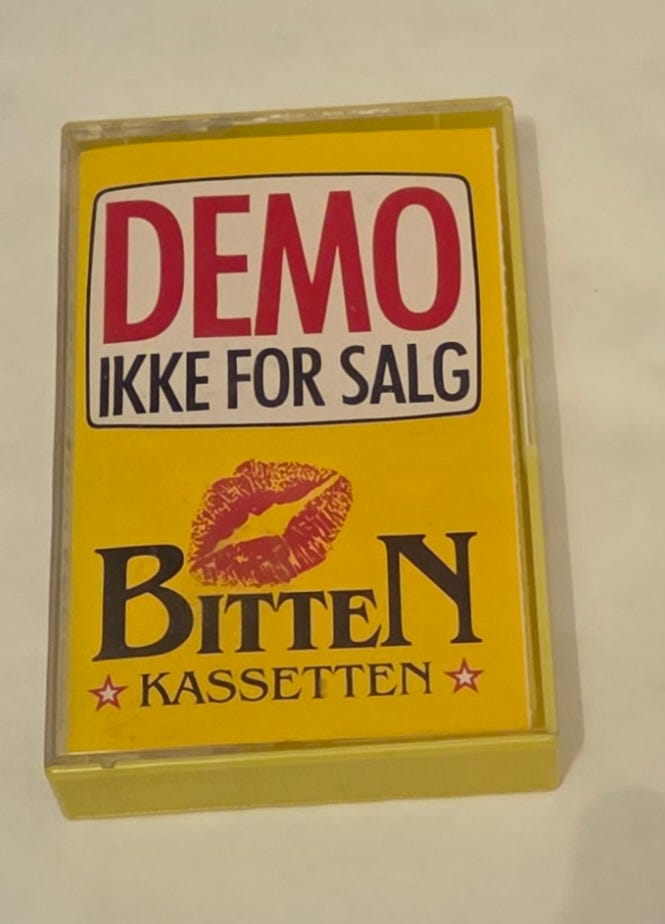 DEMO
IKKE FOR SALG
BITTEN
KASSETTEN